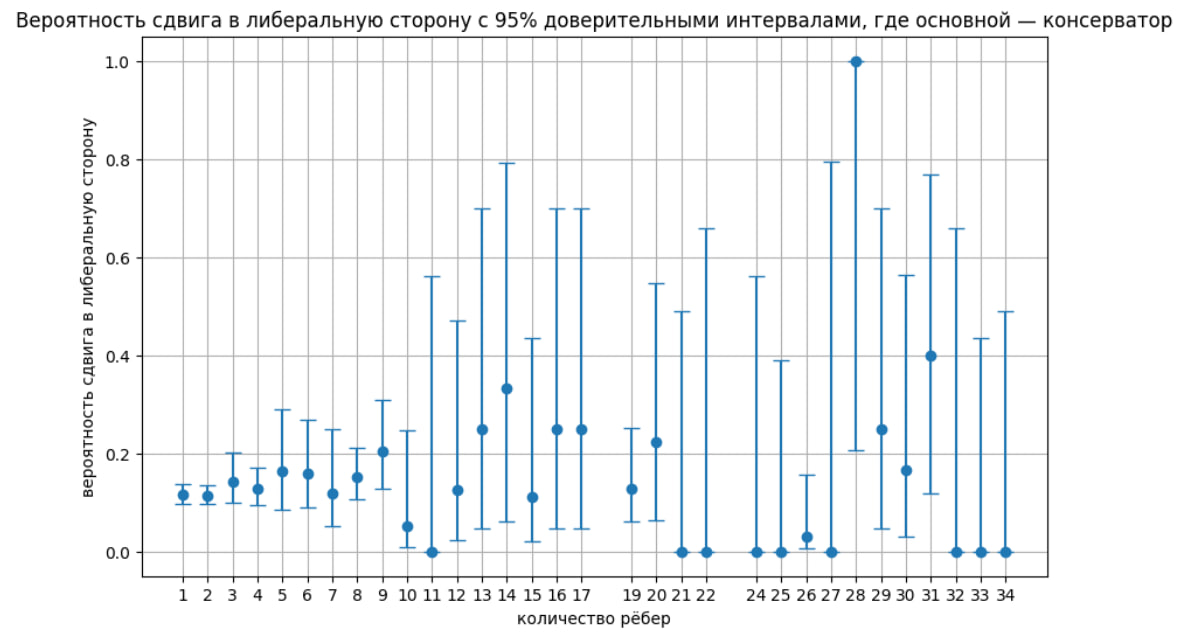 Вероятность сдвига в либеральную сторону с 95% доверительными интервалами, где основной — консерватор
вероятность сдвига в либеральную сторону
1.0
0.8
0.6
0.4
0.2
0.0
1 2 3 4 5 6 7 8 9 10 11 12 13 14 15 16 17 19 20 21 22 24 25 26 27 28 29 30 31 32 33 34
количество рёбер